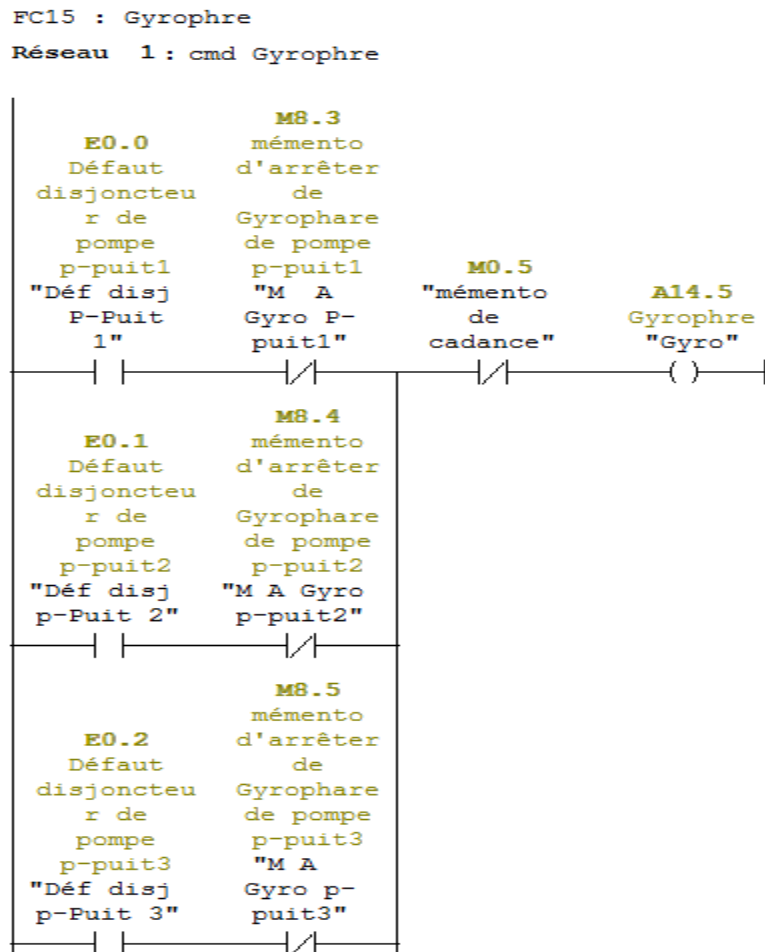 FC15 : Gyrophre
Réseau 1 : cmd Gyrophre
E0.0
Défaut
disjoncteu
r de
pompe
p-puit1
"Déf disj
P-Puit
1"
M8.3
mémento
d'arrêter
de
Gyrophare
de pompe
p-puit1
"M A
Gyro P-
puit1"
M0.5
"mémento
de
cadance"
A14.5
Gyrophre
"Gyro"
E0.1
Défaut
disjoncteu
r de
pompe
p-puit2
"Déf disj
p-Puit 2"
M8.4
mémento
d'arrêter
de
Gyrophare
de pompe
p-puit2
"M A Gyro
p-puit2"
E0.2
Défaut
disjoncteu
r de
pompe
p-puit3
"Déf disj
p-Puit 3"
M8.5
mémento
d'arrêter
de
Gyrophare
de pompe
p-puit3
"M A
Gyro p-
puit3"